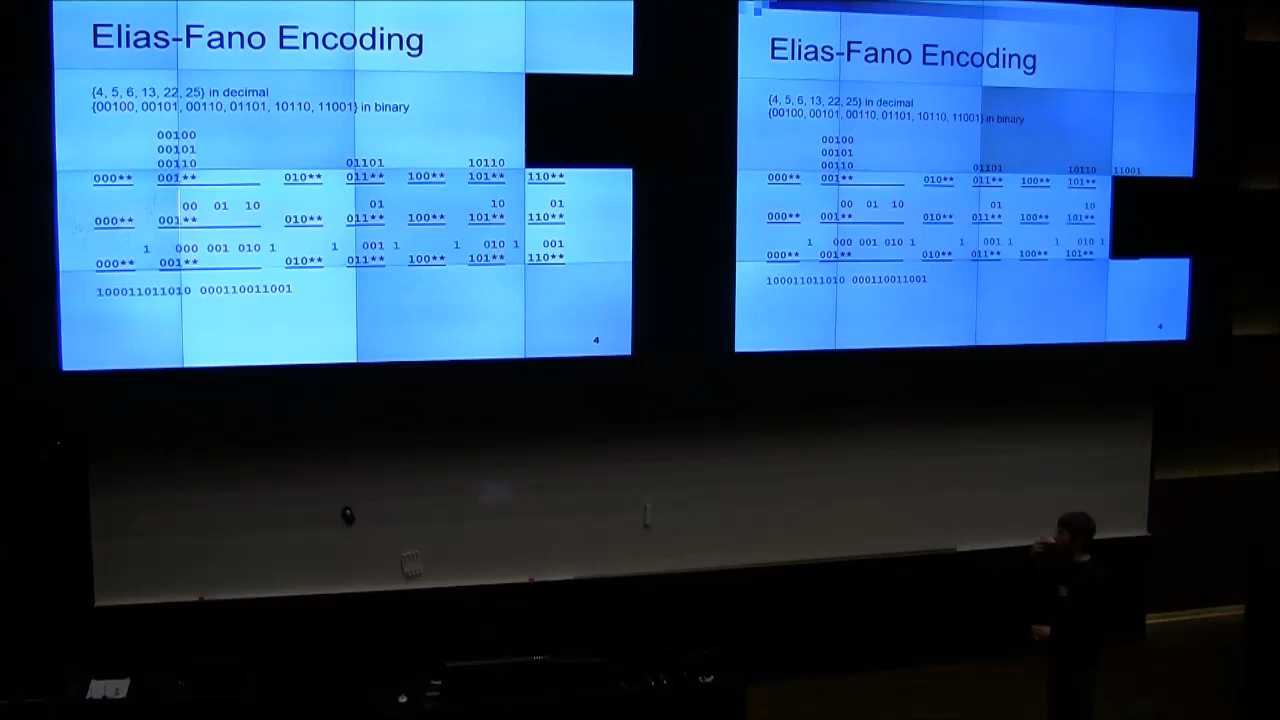 Elias-Fano Encoding
{4, 5, 6, 13, 22, 25} in decimal
{00100, 00101, 00110, 01101, 10110, 11001} in binary
00100
00101
00110 01101 10110
000** 001** 010** 011** 100** 101** 110**
00 01 10 01 10 01
000** 001** 010** 011** 100** 101** 110**
1 000 001 010 1 1 001 1 1 010 1 001
000** 001** 010** 011** 100** 101** 110**
100011011010 000110011001
4
Elias-Fano Encoding
{4, 5, 6, 13, 22, 25} in decimal
{00100, 00101, 00110, 01101, 10110, 11001} in binary
00100
00101
00110 01101 10110 11001
000** 001** 010** 011** 100** 101**
00 01 10 01 10
000** 001** 010** 011** 100** 101**
1 000 001 010 1 1 001 1 1 010 1
000** 001** 010** 011** 100** 101**
100011011010 000110011001
4